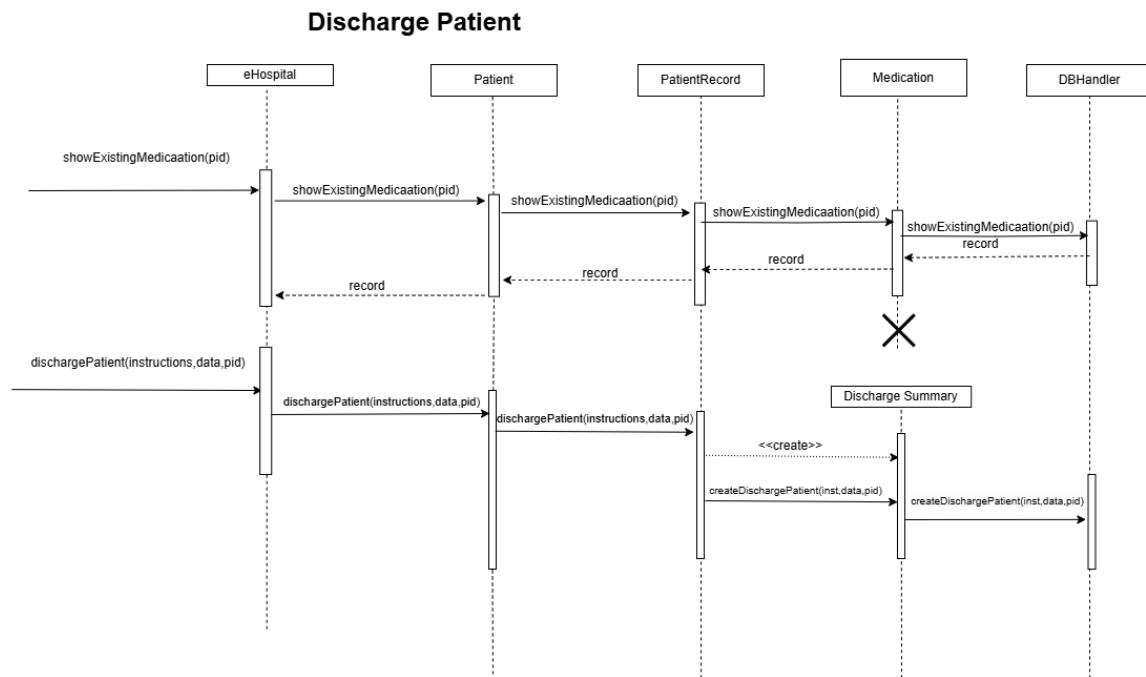 Discharge Patient
eHospital
Patient
PatientRecord
Medication
DBHandler
showExistingMedicaation(pid)
showExistingMedicaation(pid)
showExistingMedicaation(pid)
showExistingMedicaation(pid)
showExistingMedicaation(pid)
record
record
record
record
dischargePatient(instructions,data,pid)
Discharge Summary
dischargePatient(instructions,data,pid)
dischargePatient(instructions,data,pid)
<<create>>
createDischargePatient(inst,data,pid)
createDischargePatient(inst,data,pid)